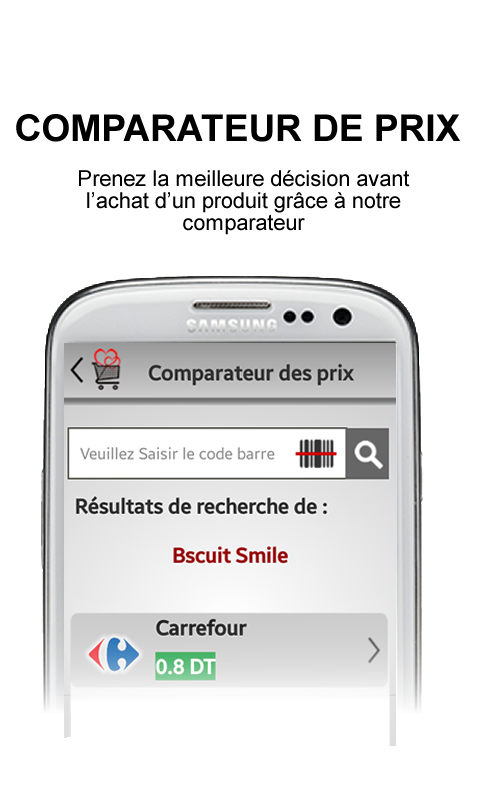 COMPARATEUR DE PRIX
Prenez la meilleure décision avant
l'achat d'un produit grâce à notre
comparateur
SAMSUNG
Comparateur des prix
Veuillez Saisir le code barre
Résultats de recherche de :
Bscuit Smile
Carrefour
0.8 DT